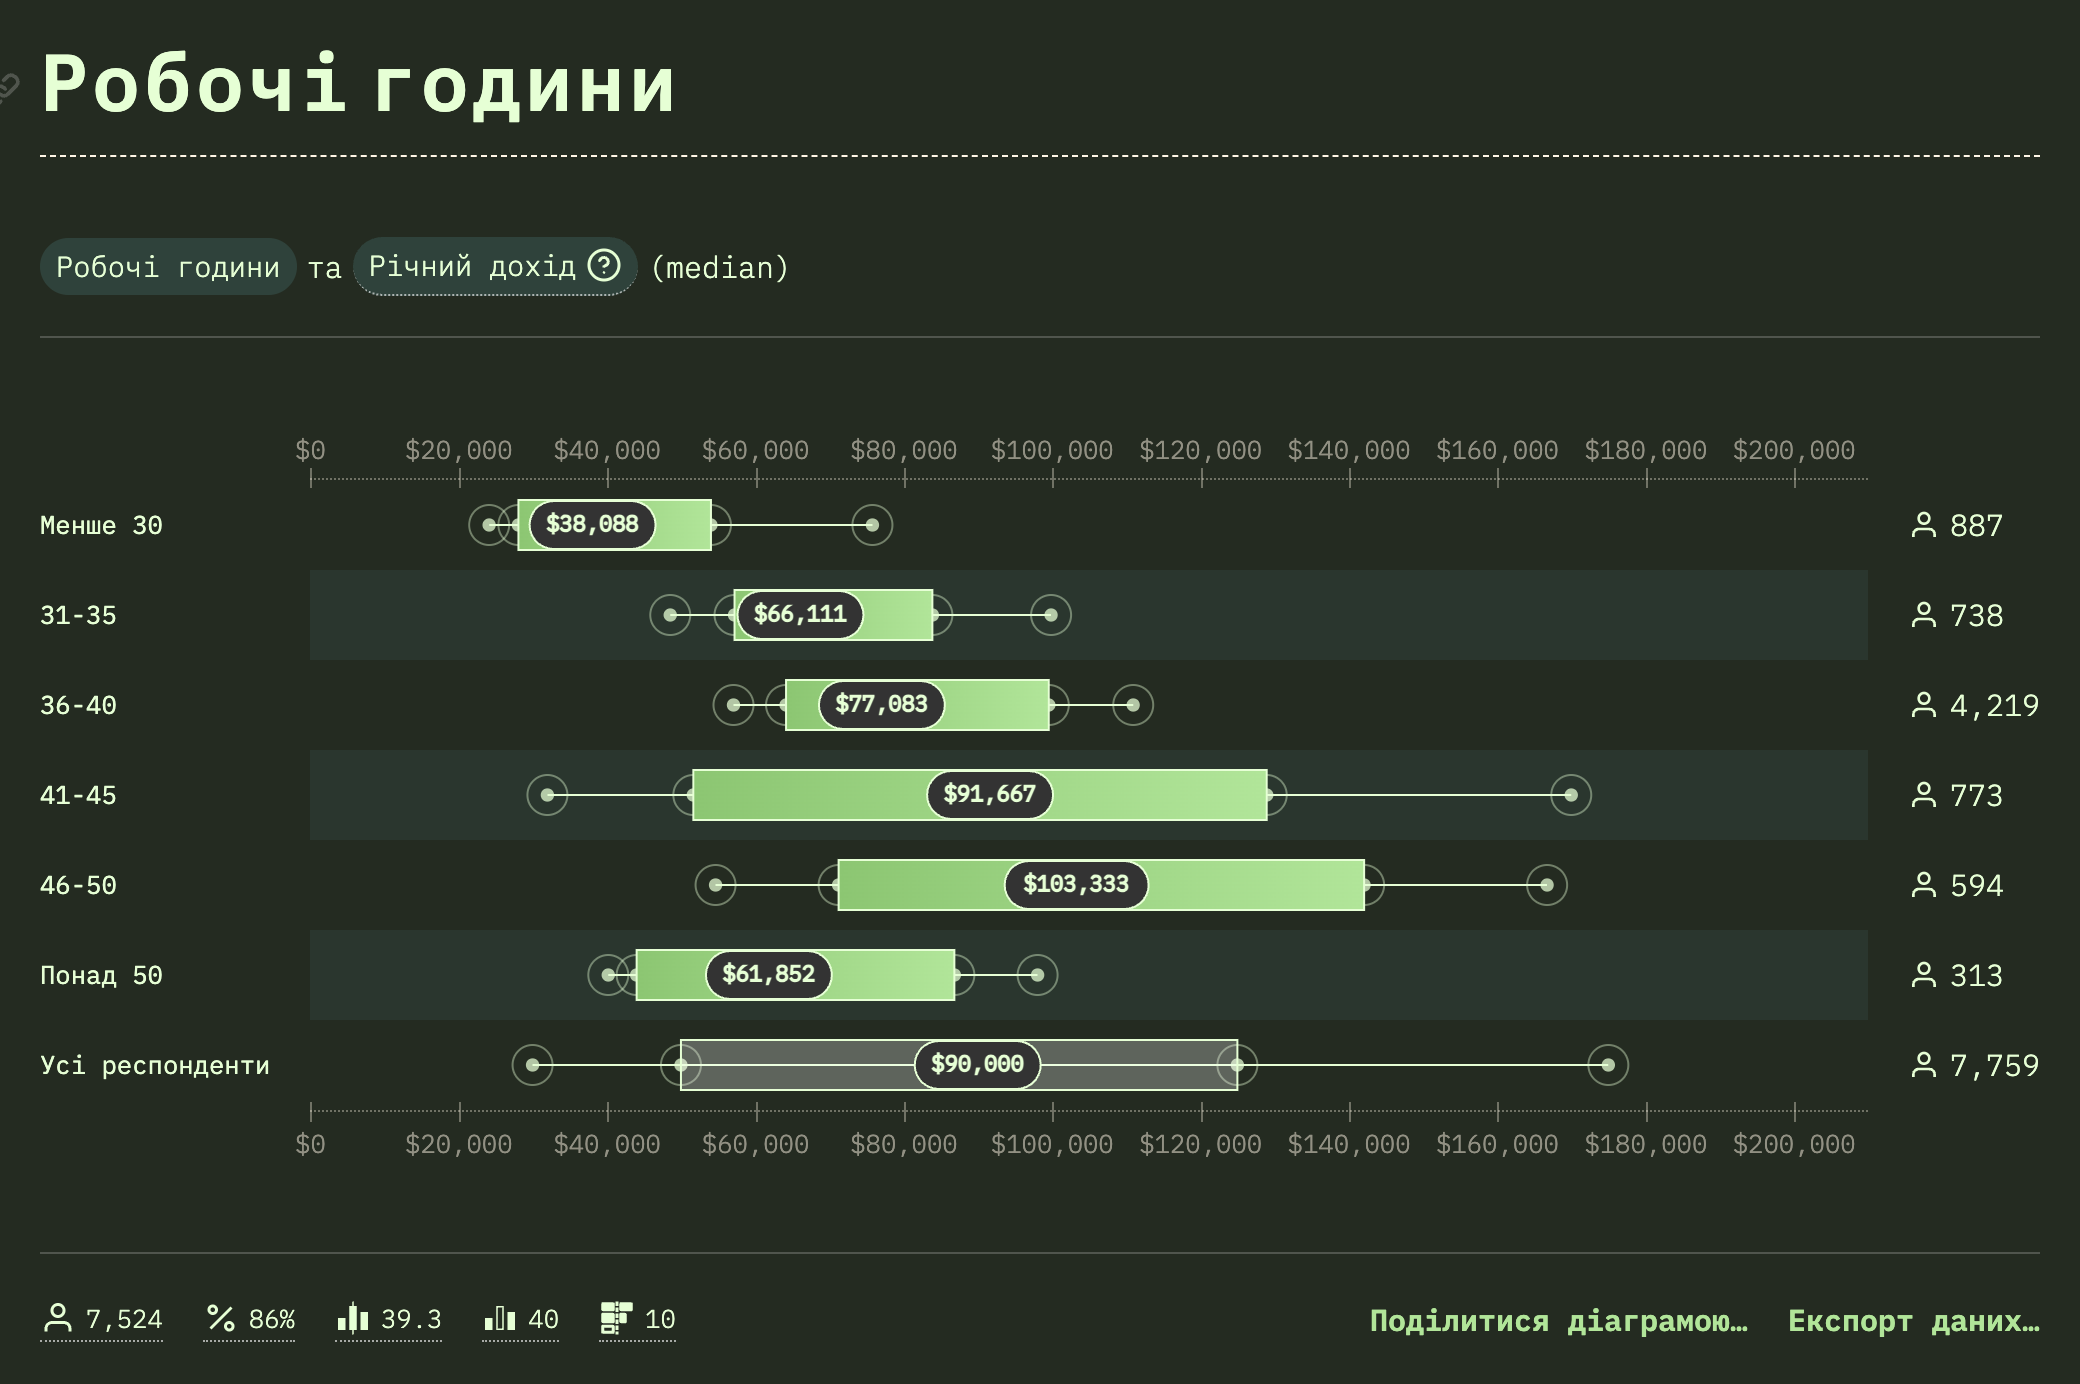 Робочі години
Робочі години та Річний дохід (median)
$0 $20,000 $40,000 $60,000 $80,000 $100,000 $120,000 $140,000 $160,000 $180,000 $200,000
Менше 30 $38,088 887
31-35 $66,111 738
36-40 $77,083 4,219
41-45 $91,667 773
46-50 $103,333 594
Понад 50 $61,852 313
Усі респонденти $90,000 7,759
$0 $20,000 $40,000 $60,000 $80,000 $100,000 $120,000 $140,000 $160,000 $180,000 $200,000
7,524 86% 39.3 40 10 Поділитися діаграмою… Експорт даних…